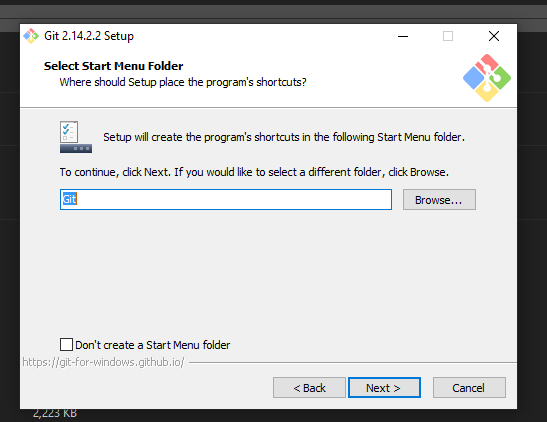 Git 2.14.2.2 Setup
Select Start Menu Folder
Where should Setup place the program's shortcuts?
Setup will create the program's shortcuts in the following Start Menu folder.
To continue, click Next. If you would like to select a different folder, click Browse.
Git
Browse...
Don't create a Start Menu folder
https://git-for-windows.github.io/
< Back
Next >
Cancel
2,223 KB